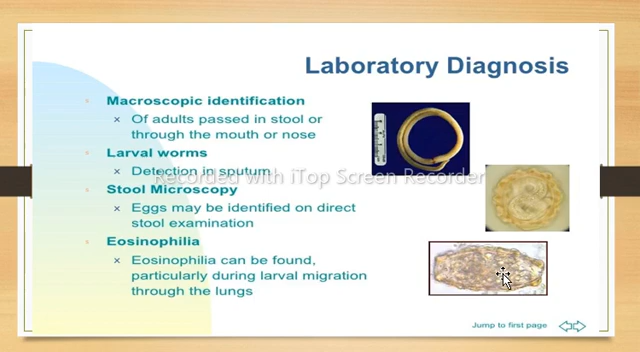 Laboratory Diagnosis
Macroscopic identification
Of adults passed in stool or
through the mouth or nose
Larval worms
Detection in sputum
Recorded with iTop Screen Recorder
Stool Microscopy
Eggs may be identified on direct
stool examination
Eosinophilia
Eosinophilia can be found,
particularly during larval migration
through the lungs
Jump to first page